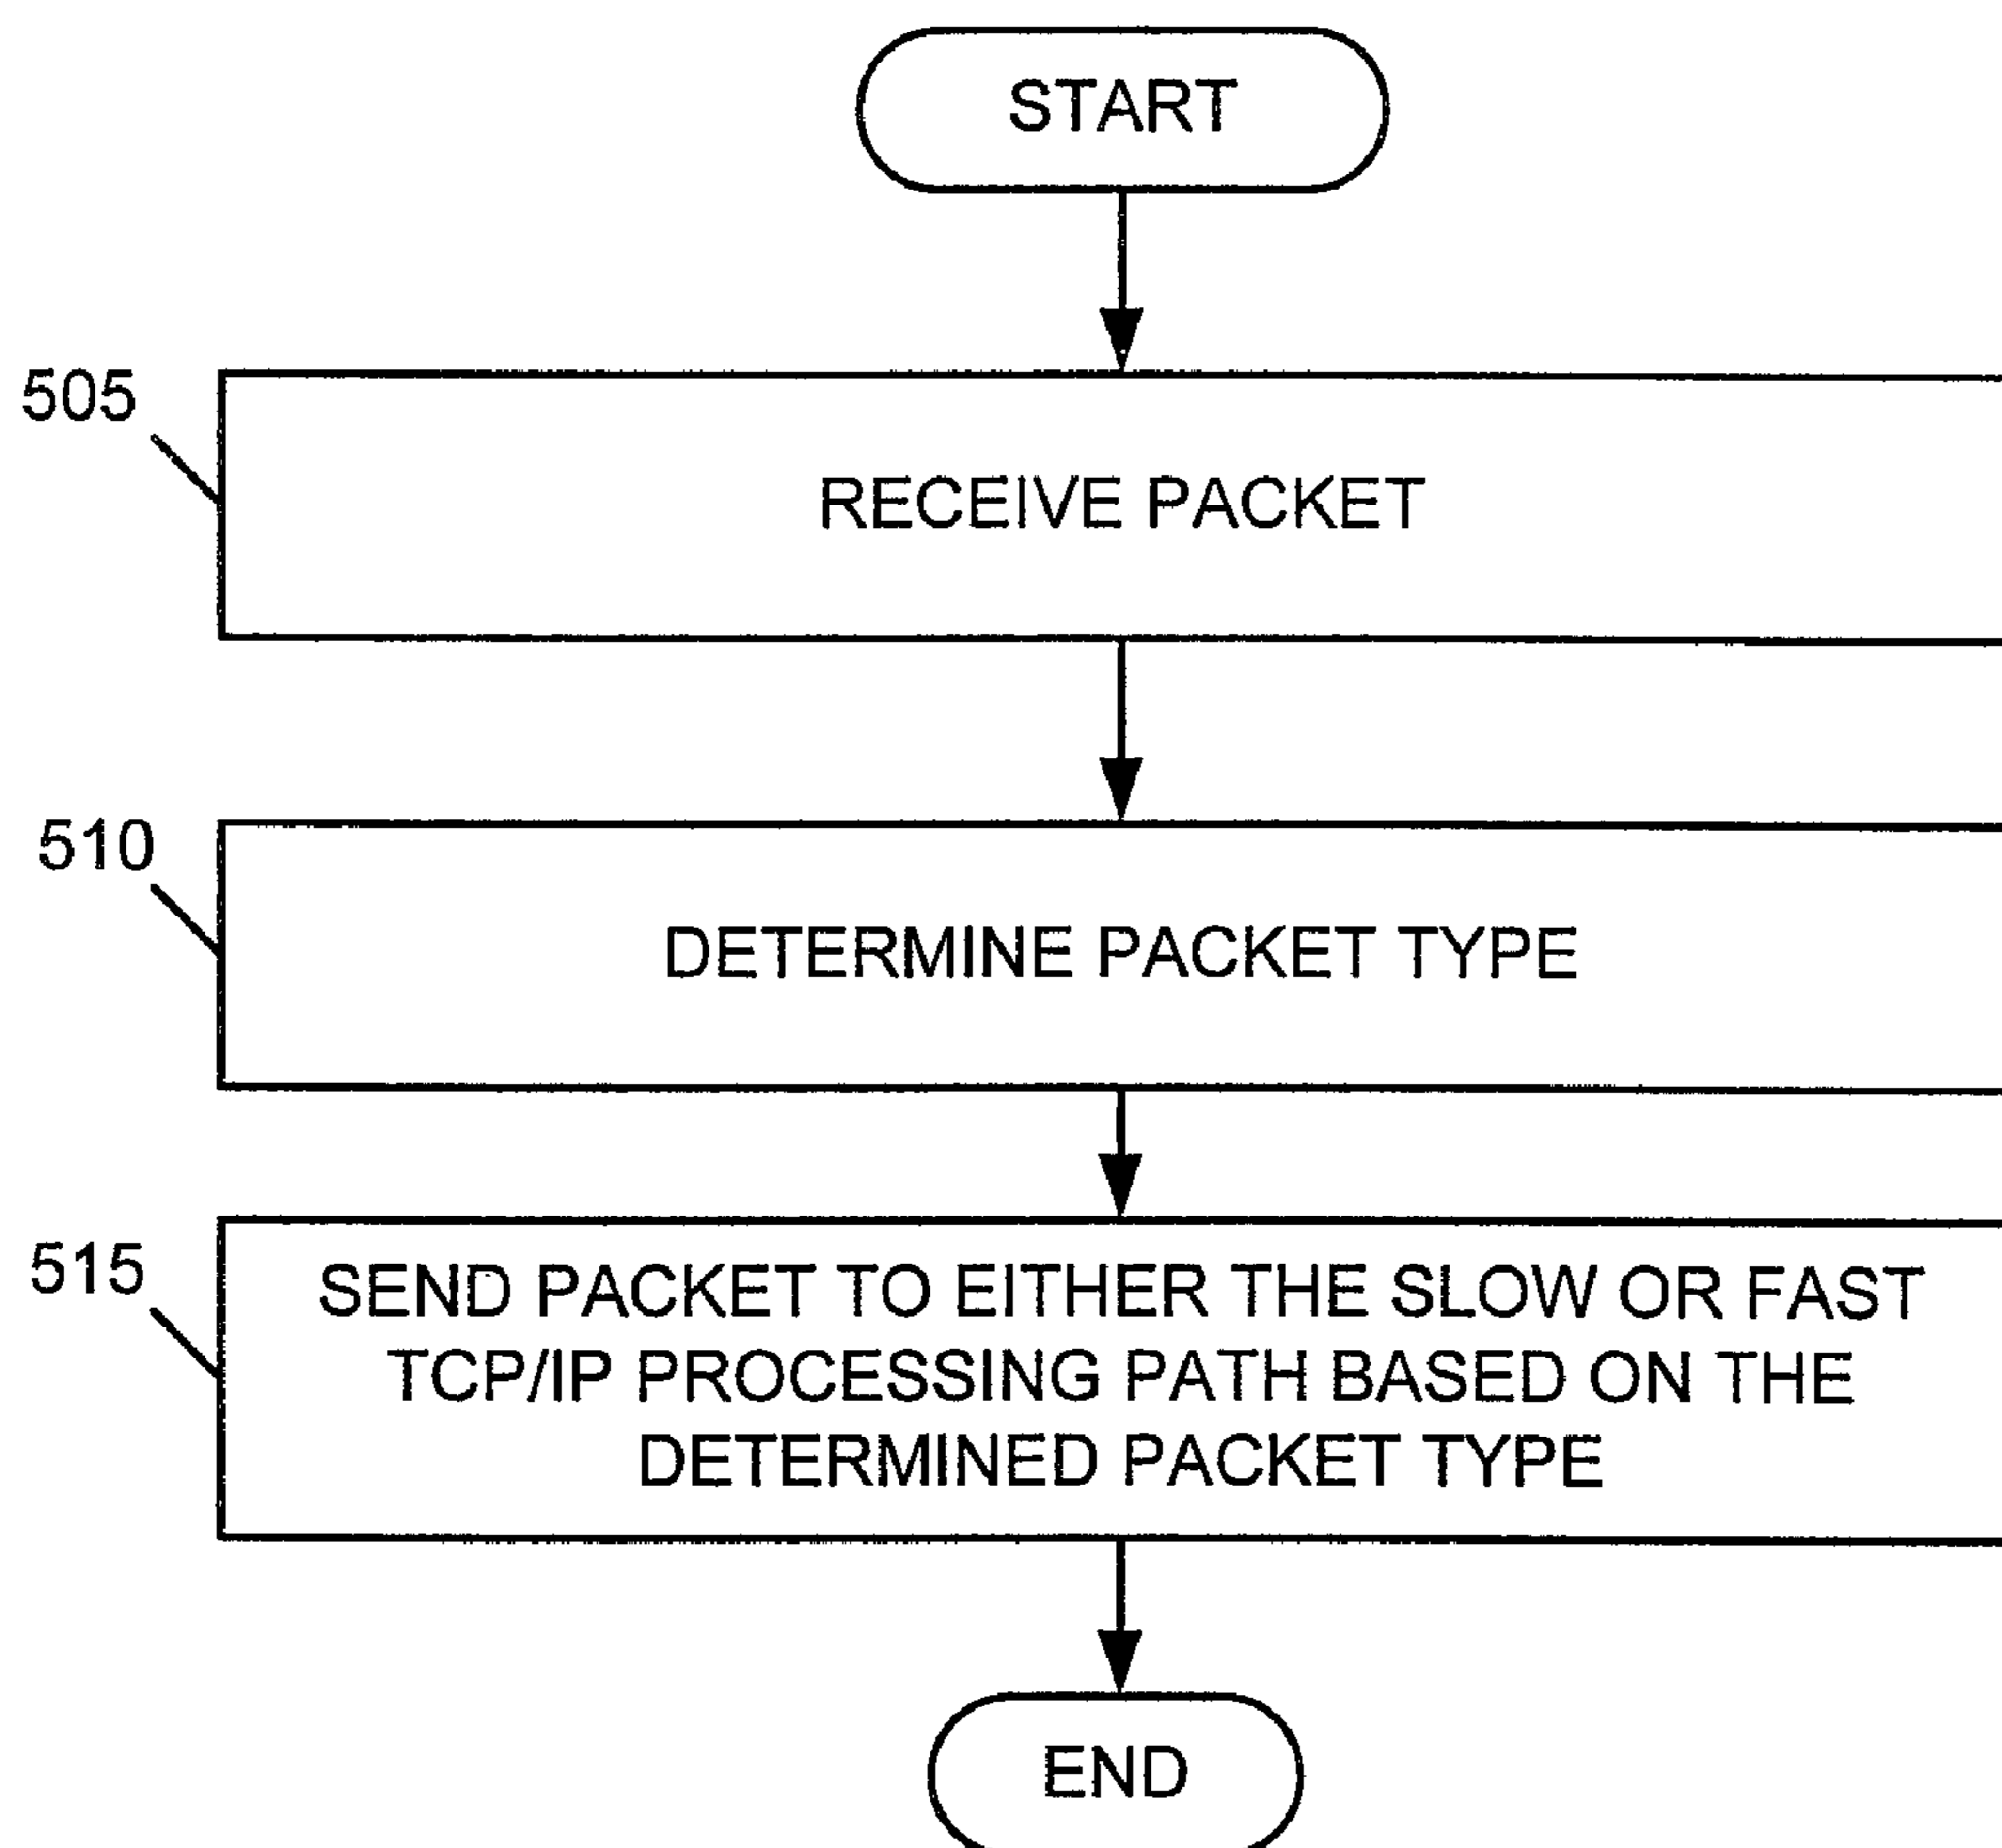 START
505
RECEIVE PACKET
510
DETERMINE PACKET TYPE
515
SEND PACKET TO EITHER THE SLOW OR FAST
TCP/IP PROCESSING PATH BASED ON THE
DETERMINED PACKET TYPE
END